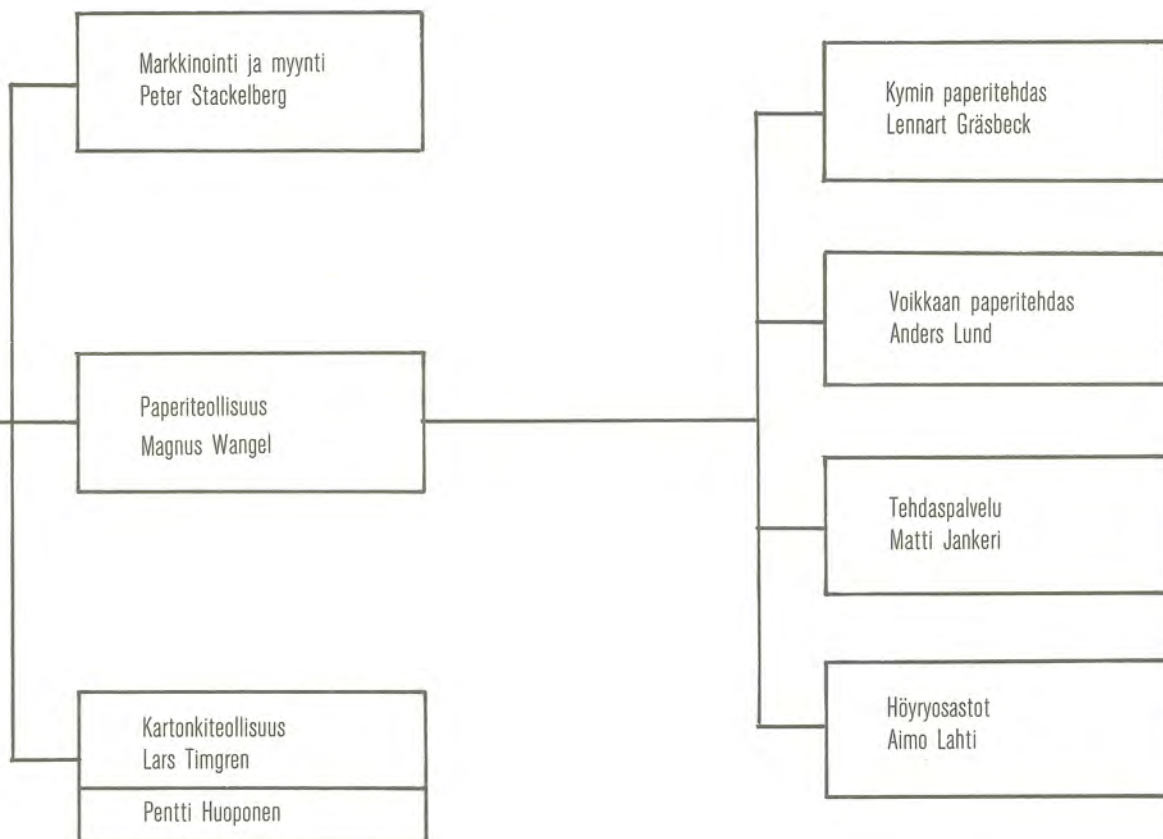 Markkinointi ja myynti
Peter Stackelberg
Paperiteollisuus
Magnus Wangel
Kartonkiteollisuus
Lars Timgren
Pentti Huoponen
Kymin paperitehdas
Lennart Gräsbeck
Voikkaan paperitehdas
Anders Lund
Tehdaspalvelu
Matti Jankeri
Höyryosastot
Aimo Lahti